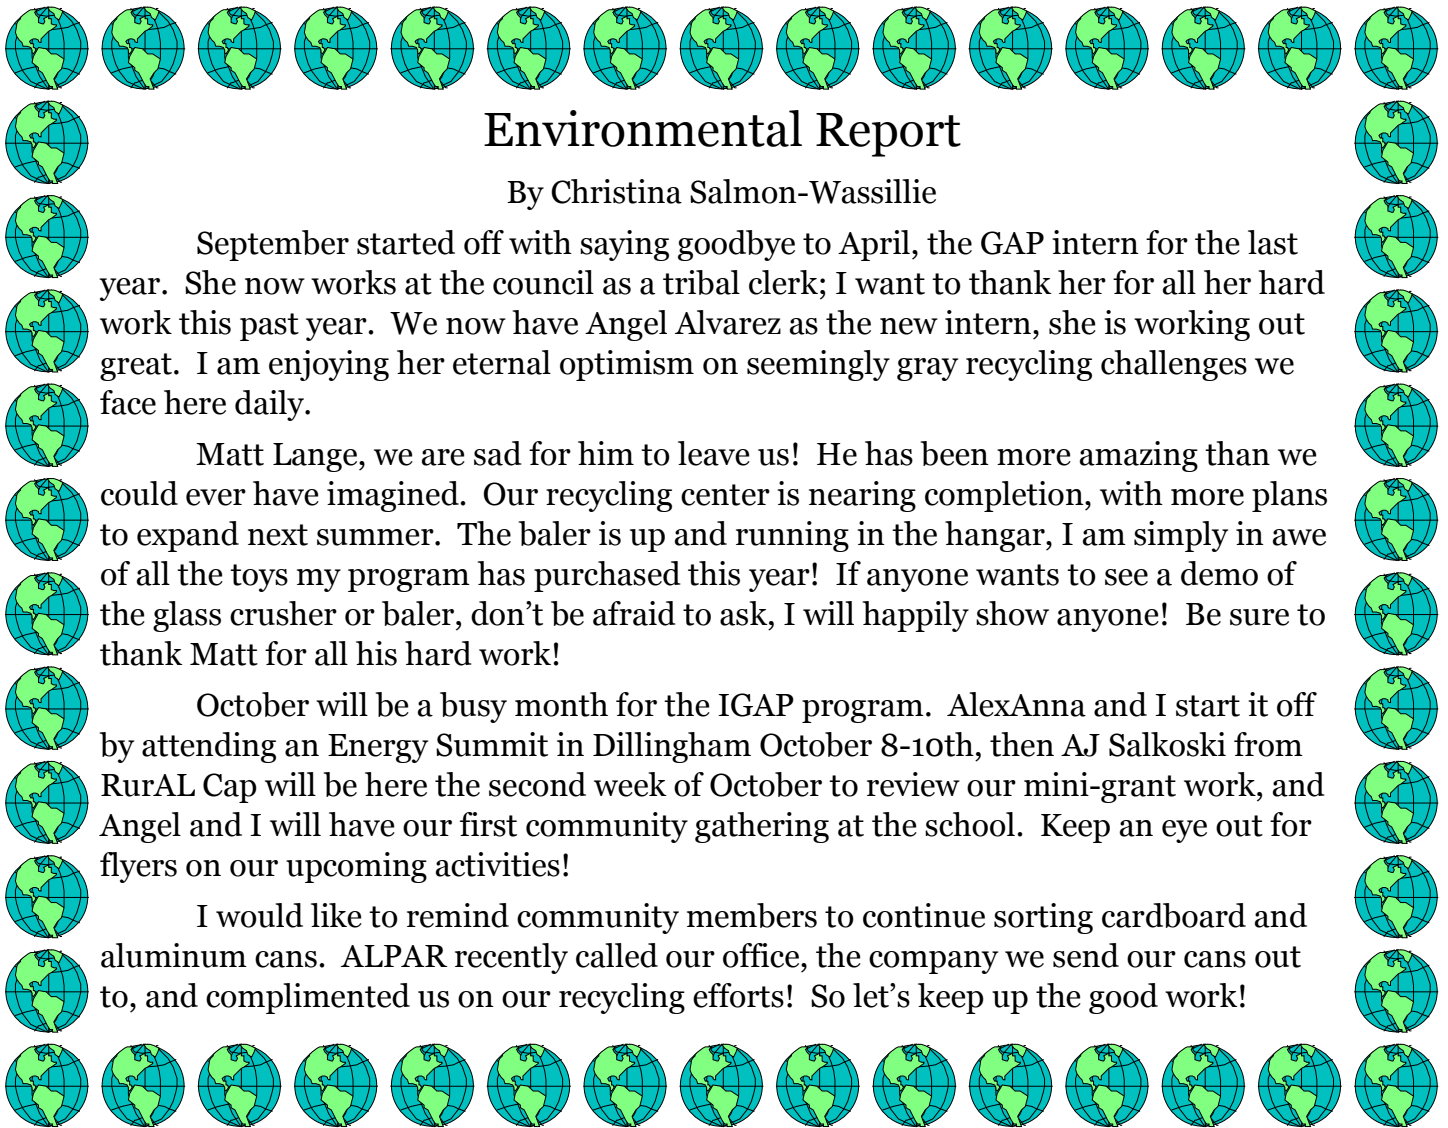 Environmental Report
By Christina Salmon-Wassillie
September started off with saying goodbye to April, the GAP intern for the last
year.  She now works at the council as a tribal clerk; I want to thank her for all her hard
work this past year.  We now have Angel Alvarez as the new intern, she is working out
great.  I am enjoying her eternal optimism on seemingly gray recycling challenges we
face here daily.
Matt Lange, we are sad for him to leave us!  He has been more amazing than we
could ever have imagined.  Our recycling center is nearing completion, with more plans
to expand next summer.  The baler is up and running in the hangar, I am simply in awe
of all the toys my program has purchased this year!  If anyone wants to see a demo of
the glass crusher or baler, don’t be afraid to ask, I will happily show anyone!  Be sure to
thank Matt for all his hard work!
October will be a busy month for the IGAP program.  AlexAnna and I start it off
by attending an Energy Summit in Dillingham October 8-10th, then AJ Salkoski from
RurAL Cap will be here the second week of October to review our mini-grant work, and
Angel and I will have our first community gathering at the school.  Keep an eye out for
flyers on our upcoming activities!
I would like to remind community members to continue sorting cardboard and
aluminum cans.  ALPAR recently called our office, the company we send our cans out
to, and complimented us on our recycling efforts!  So let’s keep up the good work!